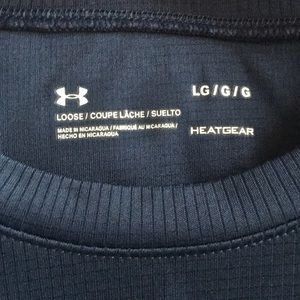 LG / G / G
LOOSE / COUPE LÂCHE / SUELTO
MADE IN NICARAGUA / FABRIQUÉ AU NICARAGUA /
HECHO EN NICARAGUA
HEATGEAR